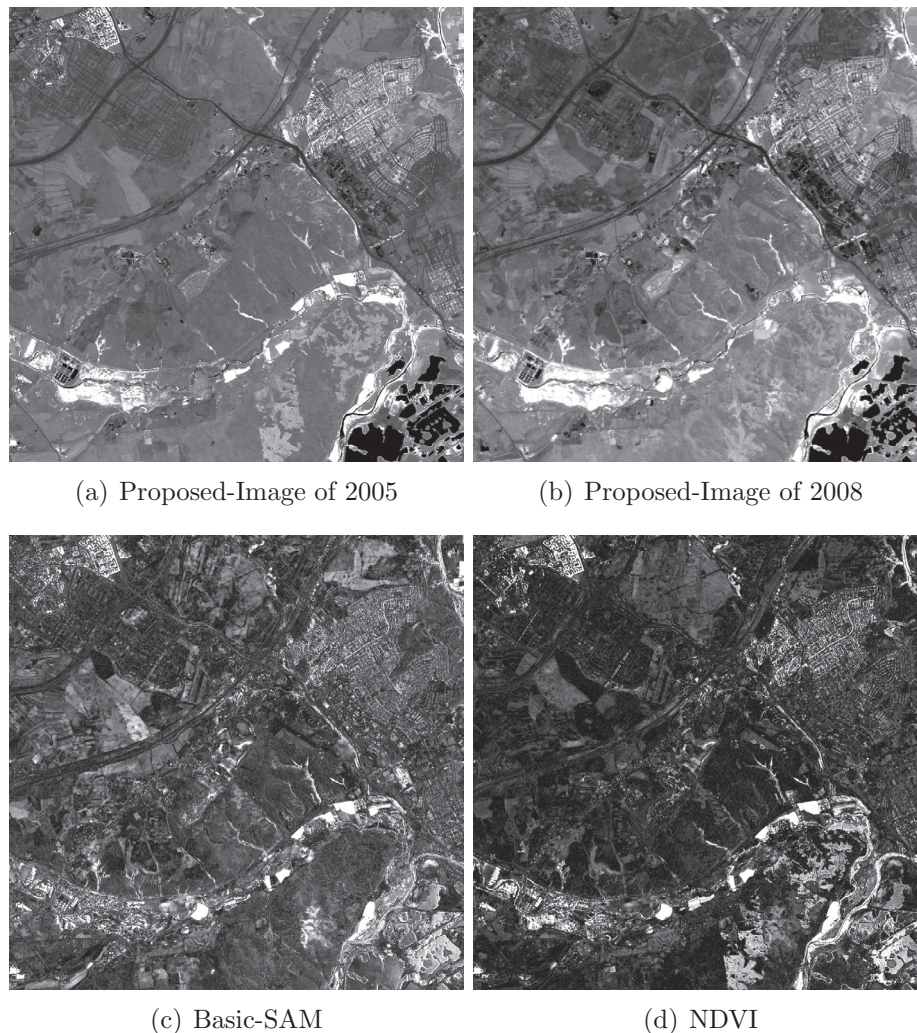 (a) Proposed-Image of 2005
(b) Proposed-Image of 2008
(c) Basic-SAM
(d) NDVI